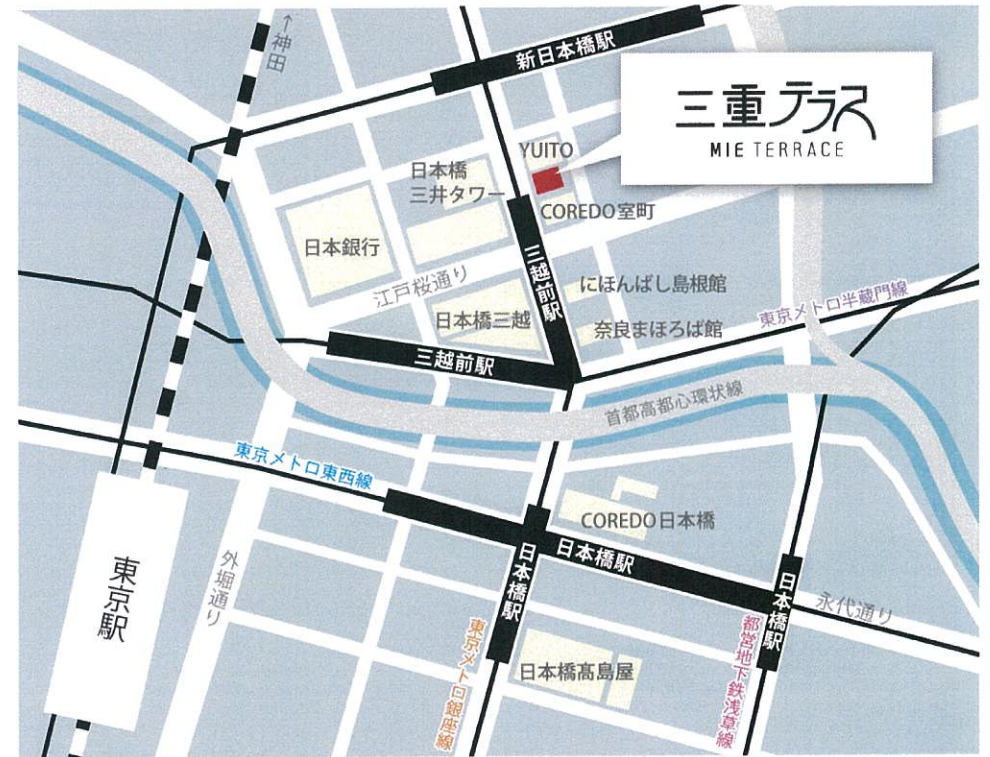 ↑神田
新日本橋駅
三重テラス
MIE TERRACE
YUITO
日本橋
三井タワー
COREDO室町
日本銀行
江戸桜通り
三越前駅
にほんばし島根館
日本橋三越
奈良まほろば館
東京メトロ半蔵門線
三越前駅
首都高都心環状線
東京メトロ東西線
COREDO日本橋
日本橋駅
日本橋駅
日本橋駅
永代通り
東京駅
外堀通り
東京メトロ銀座線
日本橋髙島屋
都営地下鉄浅草線